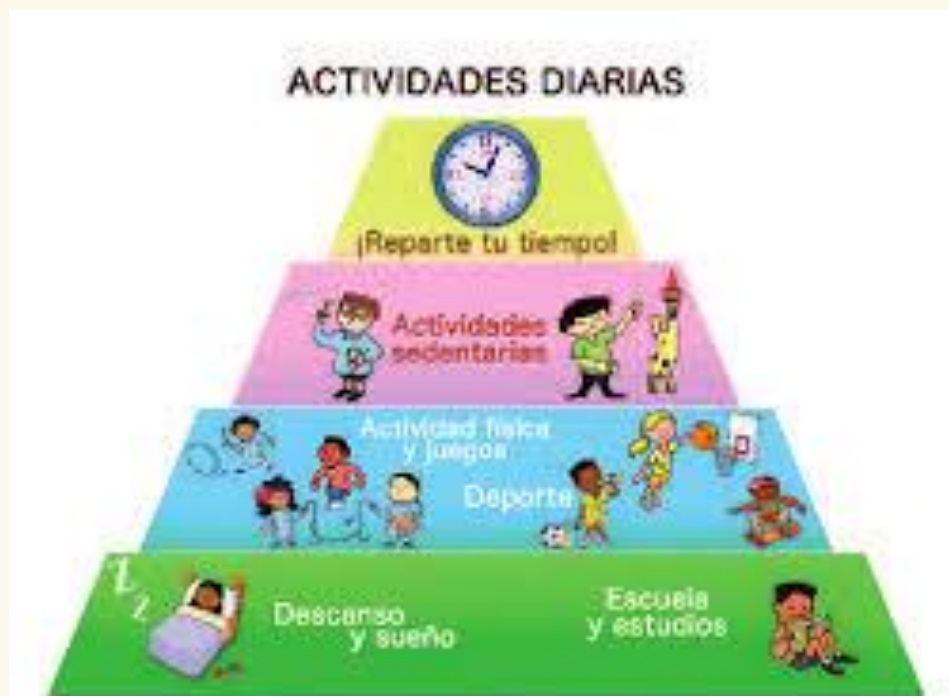 ACTIVIDADES DIARIAS
¡Reparte tu tiempo!
Actividades
sedentarias
Actividad física
y juegos
Deporte
Z
Z
Descanso
y sueño
Escuela
y estudios